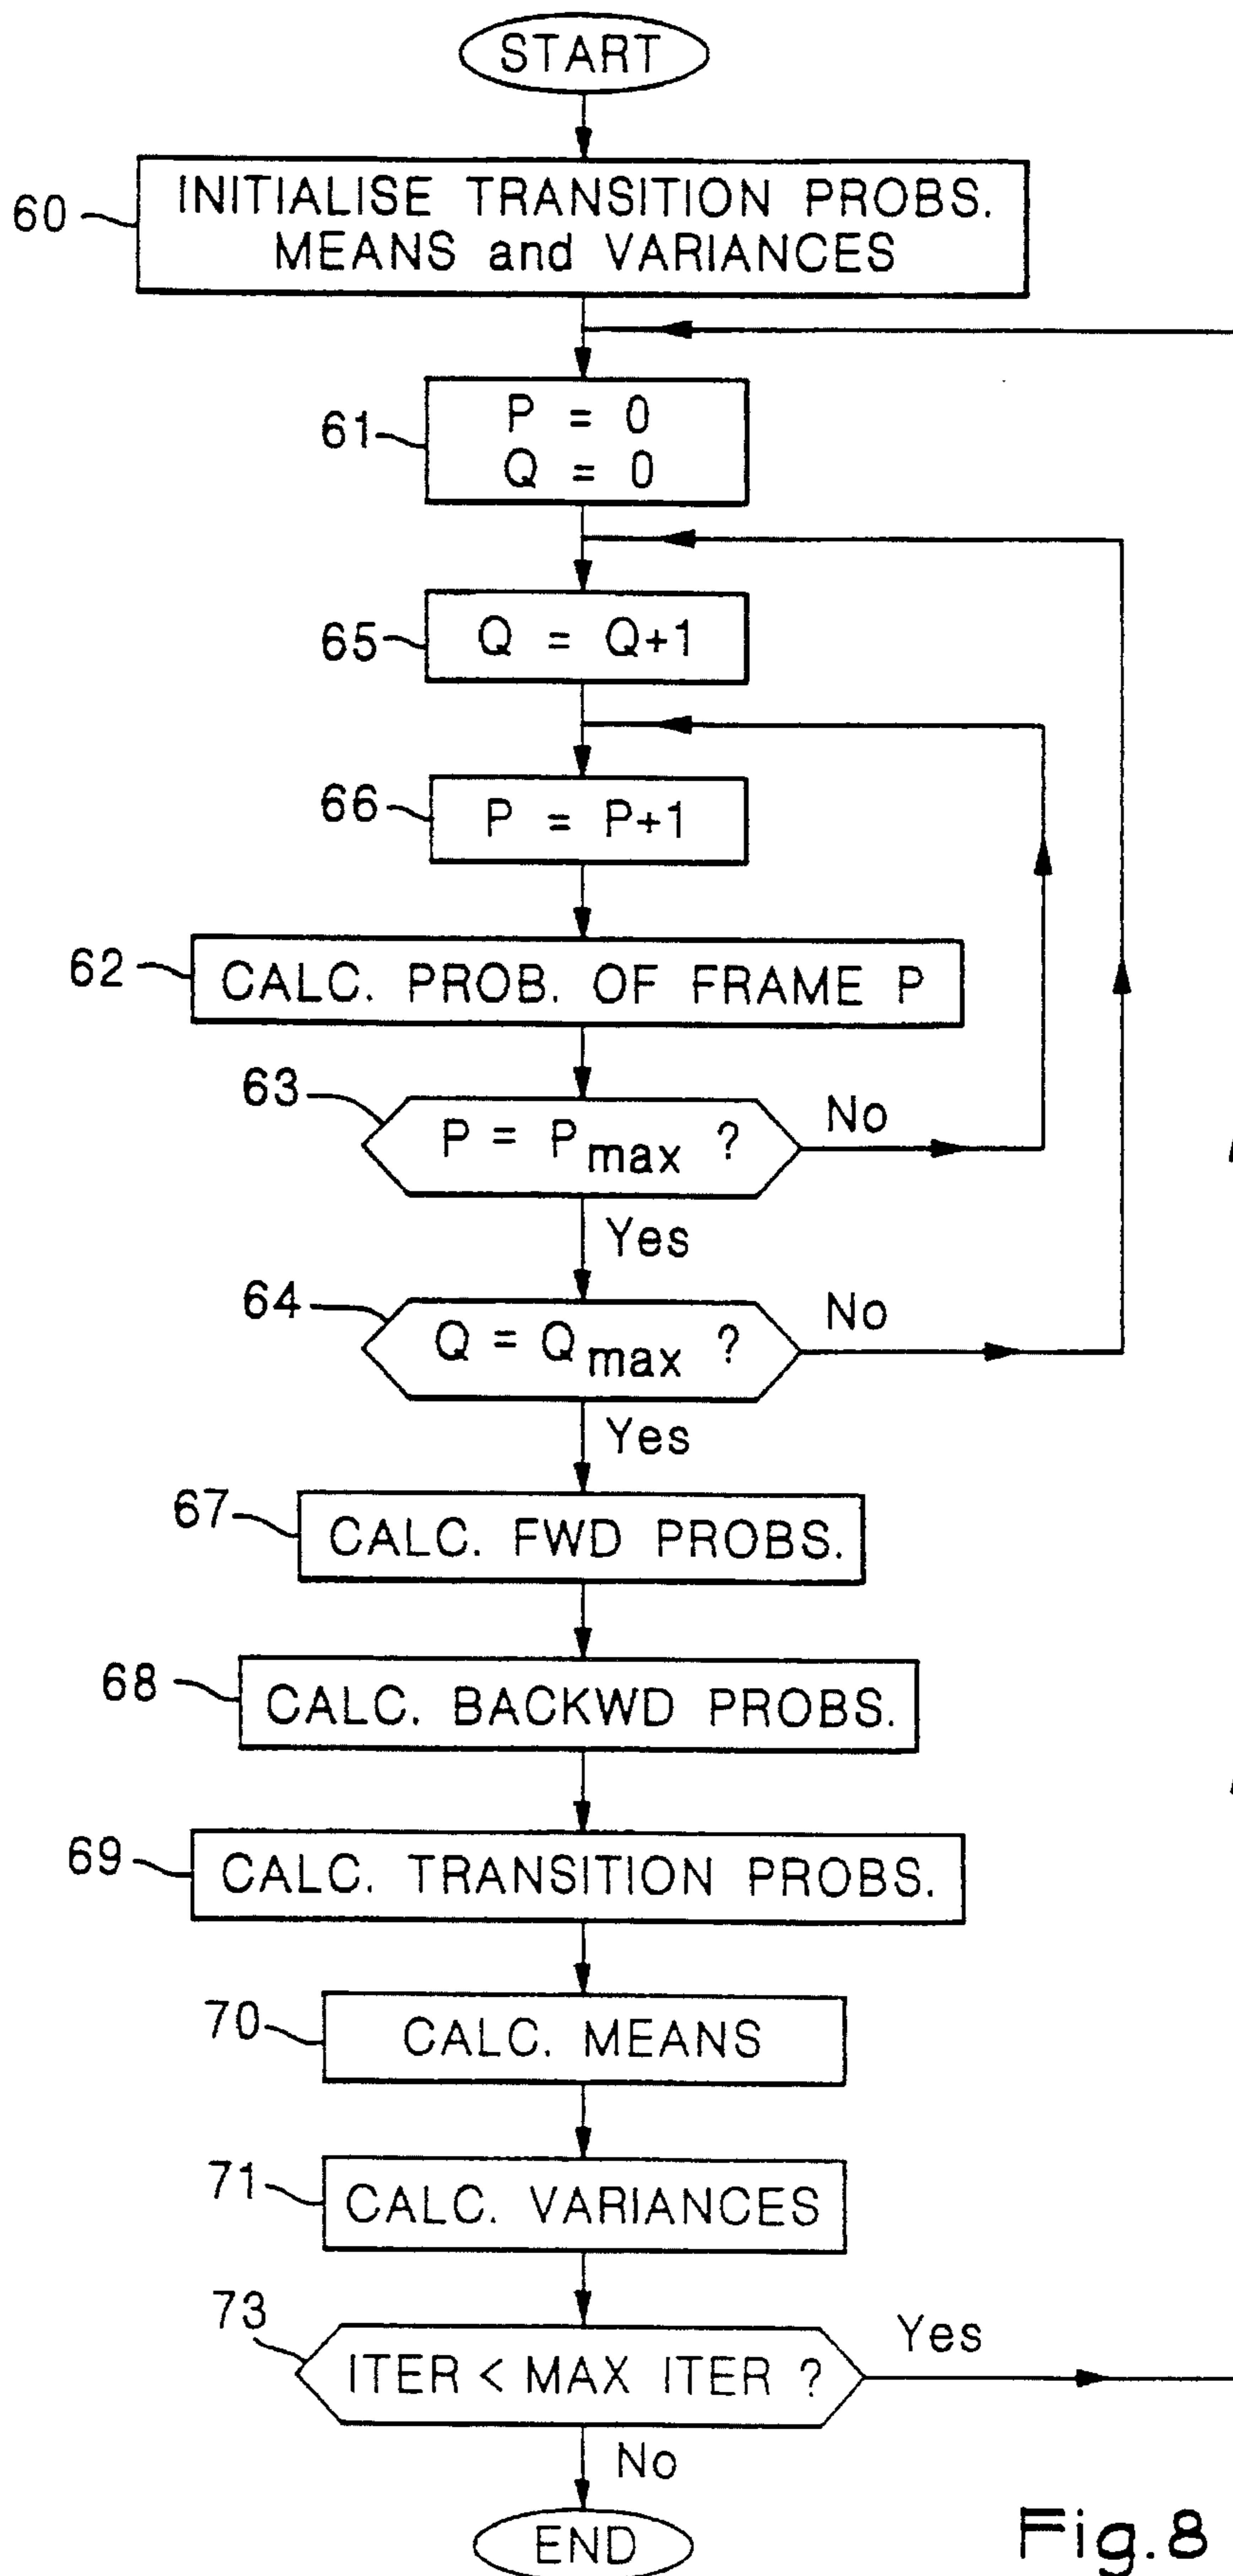 START
60
INITIALISE TRANSITION PROBS.
MEANS and VARIANCES
61
P = 0
Q = 0
65
Q = Q+1
66
P = P+1
62
CALC. PROB. OF FRAME P
63
P = Pmax ?
No
Yes
64
Q = Qmax ?
No
Yes
67
CALC. FWD PROBS.
68
CALC. BACKWD PROBS.
69
CALC. TRANSITION PROBS.
70
CALC. MEANS
71
CALC. VARIANCES
73
ITER < MAX ITER ?
Yes
No
END
Fig.8